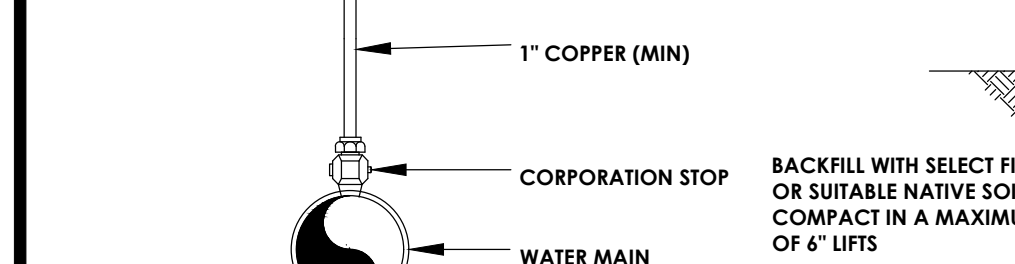 1" COPPER (MIN)
CORPORATION STOP
WATER MAIN
BACKFILL WITH SELECT
OR SUITABLE NATIVE
COMPACT IN A
OF 6" LIFTS